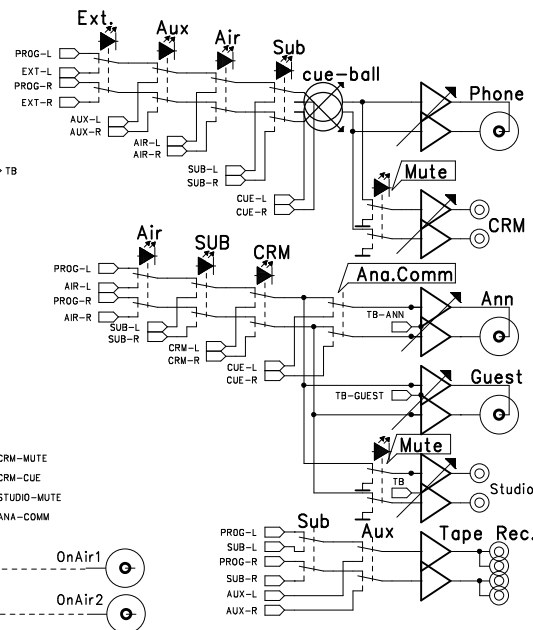 Ext.
Aux
Air
Sub
cue-ball
Phone
PROG-L
EXT-L
PROG-R
EXT-R
AUX-L
AUX-R
AIR-L
AIR-R
SUB-L
SUB-R
CUE-L
CUE-R
TB
Mute
CRM
Air
SUB
CRM
Ana.Comm
Ann
PROG-L
AIR-L
PROG-R
AIR-R
SUB-L
SUB-R
CRM-L
CRM-R
CUE-L
CUE-R
TB-ANN
Guest
TB-GUEST
Mute
TB
Studio
CRM-MUTE
CRM-CUE
STUDIO-MUTE
ANA-COMM
Sub
Aux
Tape Rec.
PROG-L
SUB-L
PROG-R
SUB-R
AUX-L
AUX-R
OnAir1
OnAir2